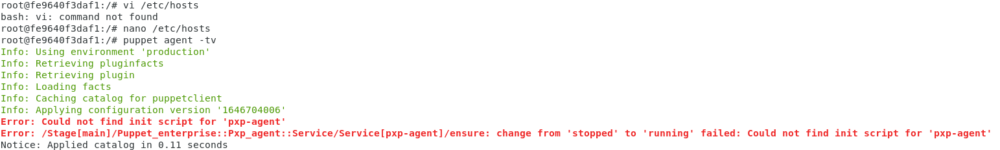 root@fe9640f3daf1:/# vi /etc/hosts
bash: vi: command not found
root@fe9640f3daf1:/# nano /etc/hosts
root@fe9640f3daf1:/# puppet agent -tv
Info: Using environment 'production'
Info: Retrieving pluginfacts
Info: Retrieving plugin
Info: Loading facts
Info: Caching catalog for puppetclient
Info: Applying configuration version '1646704006'
Error: Could not find init script for 'pxp-agent'
Error: /Stage[main]/Puppet_enterprise::Pxp_agent::Service/Service[pxp-agent]/ensure: change from 'stopped' to 'running' failed: Could not find init script for 'pxp-agent'
Notice: Applied catalog in 0.11 seconds